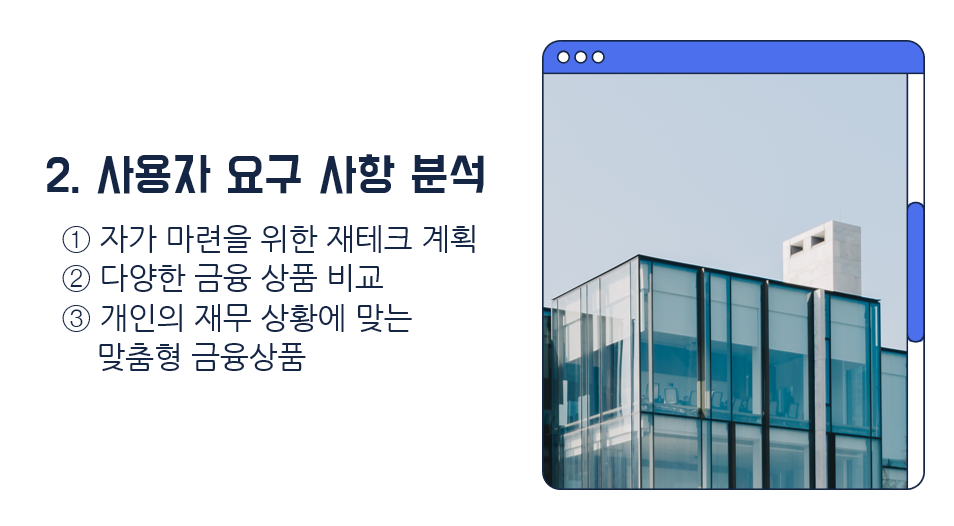 2. 사용자 요구 사항 분석
① 자가 마련을 위한 재테크 계획
② 다양한 금융 상품 비교
③ 개인의 재무 상황에 맞는
맞춤형 금융상품